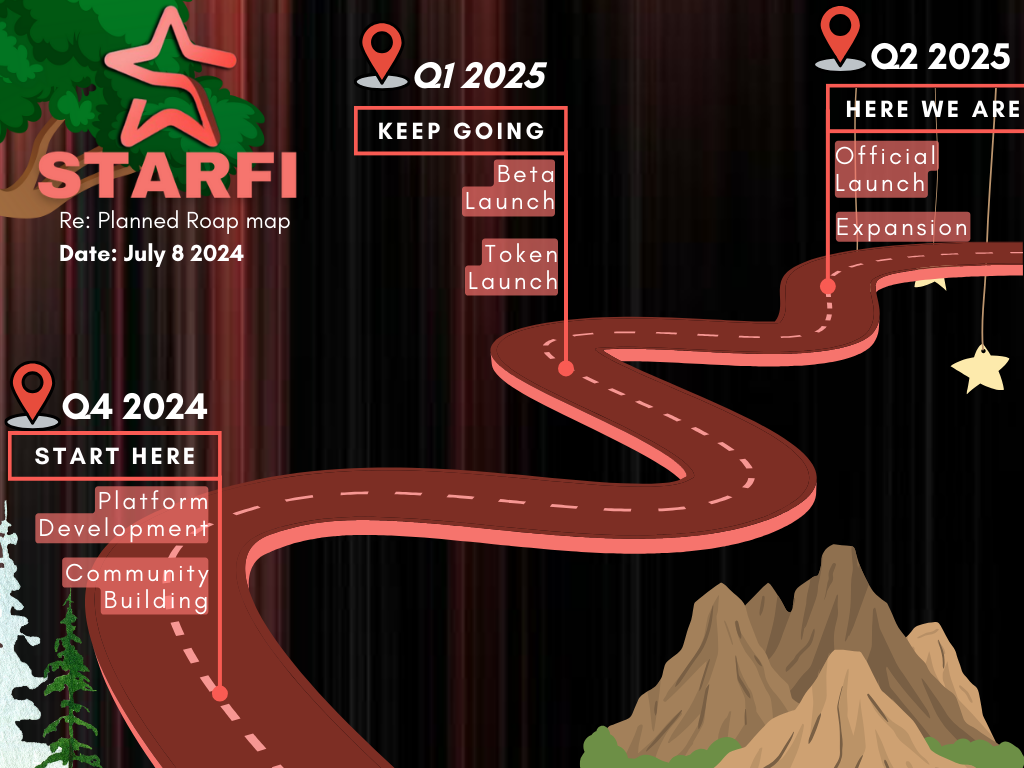 STARFI
Re: Planned Roap map
Date: July 8 2024
Q4 2024
START HERE
Platform
Development
Community
Building
Q1 2025
KEEP GOING
Beta
Launch
Token
Launch
Q2 2025
HERE WE ARE
Official
Launch
Expansion